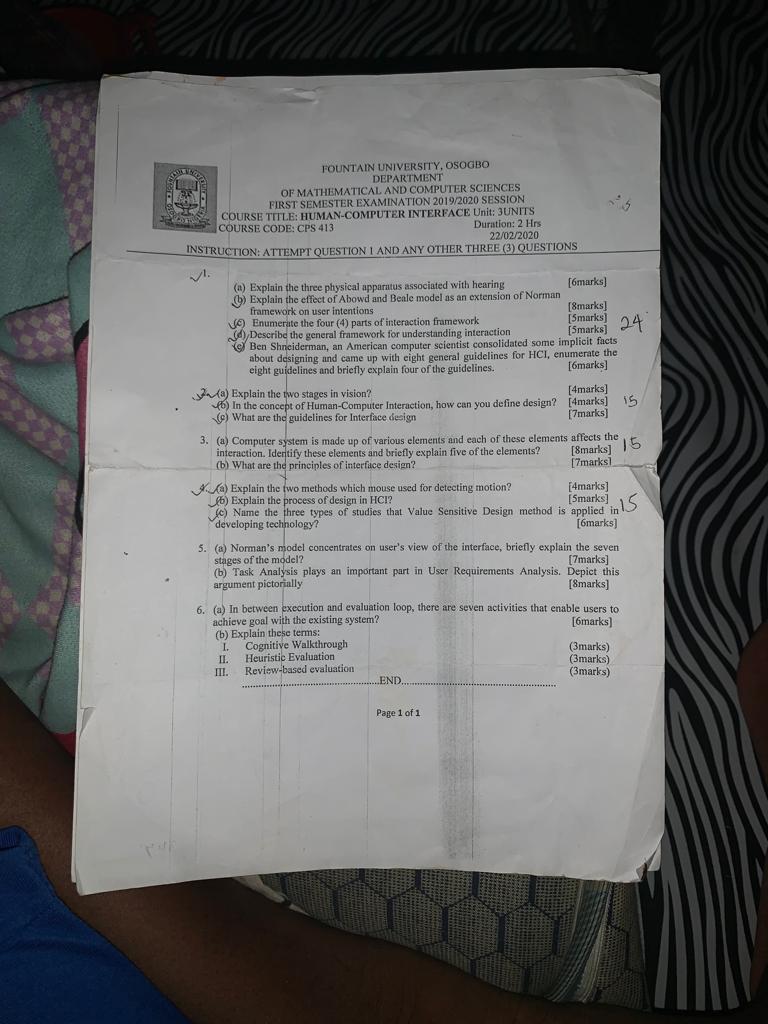 FOUNTAIN UNIVERSITY, OSOGBO
DEPARTMENT
OF MATHEMATICAL AND COMPUTER SCIENCES
FIRST SEMESTER EXAMINATION 2019/2020 SESSION
COURSE TITLE: HUMAN-COMPUTER INTERFACE Unit: 3UNITS
COURSE CODE: CPS 413 Duration: 2 Hrs
22/02/2020
INSTRUCTION: ATTEMPT QUESTION 1 AND ANY OTHER THREE (3) QUESTIONS
1.
(a) Explain the three physical apparatus associated with hearing [6marks]
(b) Explain the effect of Abowd and Beale model as an extension of Norman
framework on user intentions [8marks]
(c) Enumerate the four (4) parts of interaction framework [5marks]
(d) Describe the general framework for understanding interaction [5marks] 24
(e) Ben Shneiderman, an American computer scientist consolidated some implicit facts
about designing and came up with eight general guidelines for HCI, enumerate the
eight guidelines and briefly explain four of the guidelines. [6marks]
2. (a) Explain the two stages in vision? [4marks]
(b) In the concept of Human-Computer Interaction, how can you define design? [4marks] 15
(c) What are the guidelines for Interface design [7marks]
3. (a) Computer system is made up of various elements and each of these elements affects the
interaction. Identify these elements and briefly explain five of the elements? [8marks] 15
(b) What are the principles of interface design? [7marks]
4. (a) Explain the two methods which mouse used for detecting motion? [4marks]
(b) Explain the process of design in HCI? [5marks] 15
(c) Name the three types of studies that Value Sensitive Design method is applied in
developing technology? [6marks]
5. (a) Norman's model concentrates on user's view of the interface, briefly explain the seven
stages of the model? [7marks]
(b) Task Analysis plays an important part in User Requirements Analysis. Depict this
argument pictorially [8marks]
6. (a) In between execution and evaluation loop, there are seven activities that enable users to
achieve goal with the existing system? [6marks]
(b) Explain these terms:
I. Cognitive Walkthrough (3marks)
II. Heuristic Evaluation (3marks)
III. Review-based evaluation (3marks)
...END...
Page 1 of 1